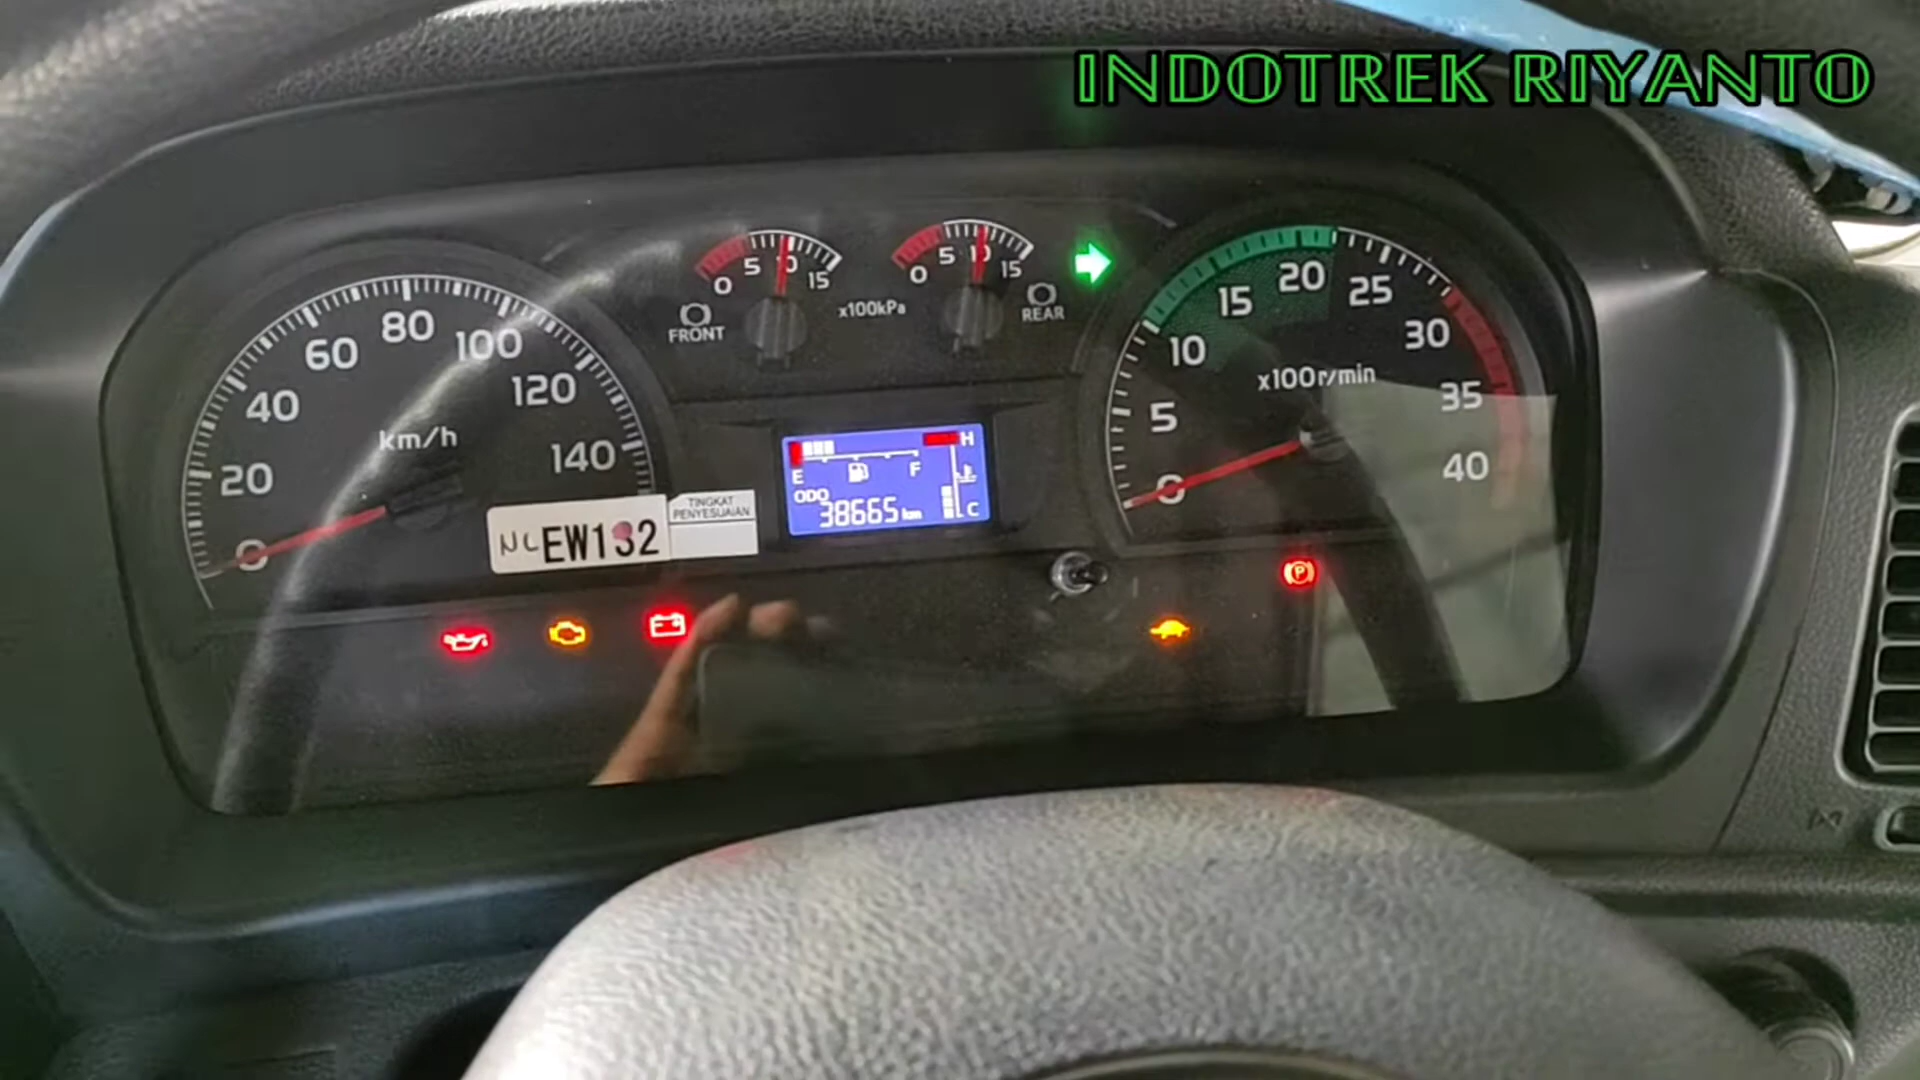 INDOTREK RIYANTO
0 5 10 15
FRONT
x100kPa
0 5 10 15
REAR
0 20 40 60 80 100 120 140
km/h
0 5 10 15 20 25 30 35 40
x100r/min
E F H
ODO
38665 km
C
NC EW132
TINGKAT
PENYESUAIAN
P